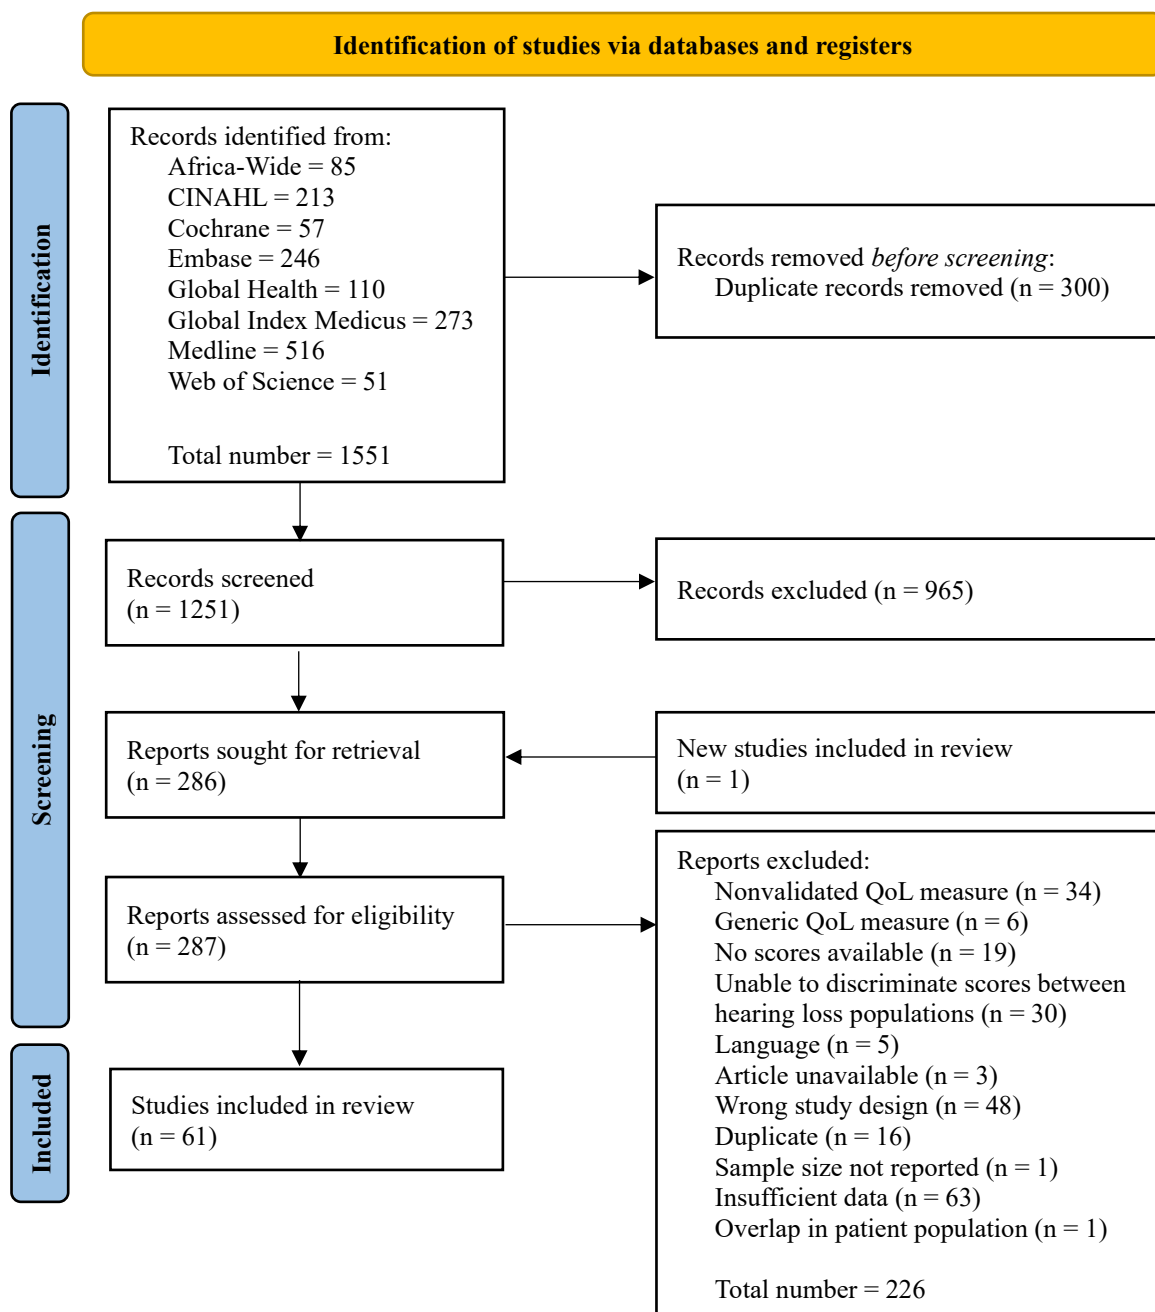 Identification of studies via databases and registers
Identification
Records identified from:
Africa-Wide = 85
CINAHL = 213
Cochrane = 57
Embase = 246
Global Health = 110
Global Index Medicus = 273
Medline = 516
Web of Science = 51
Total number = 1551
Records removed before screening:
Duplicate records removed (n = 300)
Screening
Records screened
(n = 1251)
Records excluded (n = 965)
Reports sought for retrieval
(n = 286)
New studies included in review
(n = 1)
Reports assessed for eligibility
(n = 287)
Reports excluded:
Nonvalidated QoL measure (n = 34)
Generic QoL measure (n = 6)
No scores available (n = 19)
Unable to discriminate scores between
hearing loss populations (n = 30)
Language (n = 5)
Article unavailable (n = 3)
Wrong study design (n = 48)
Duplicate (n = 16)
Sample size not reported (n = 1)
Insufficient data (n = 63)
Overlap in patient population (n = 1)
Total number = 226
Included
Studies included in review
(n = 61)